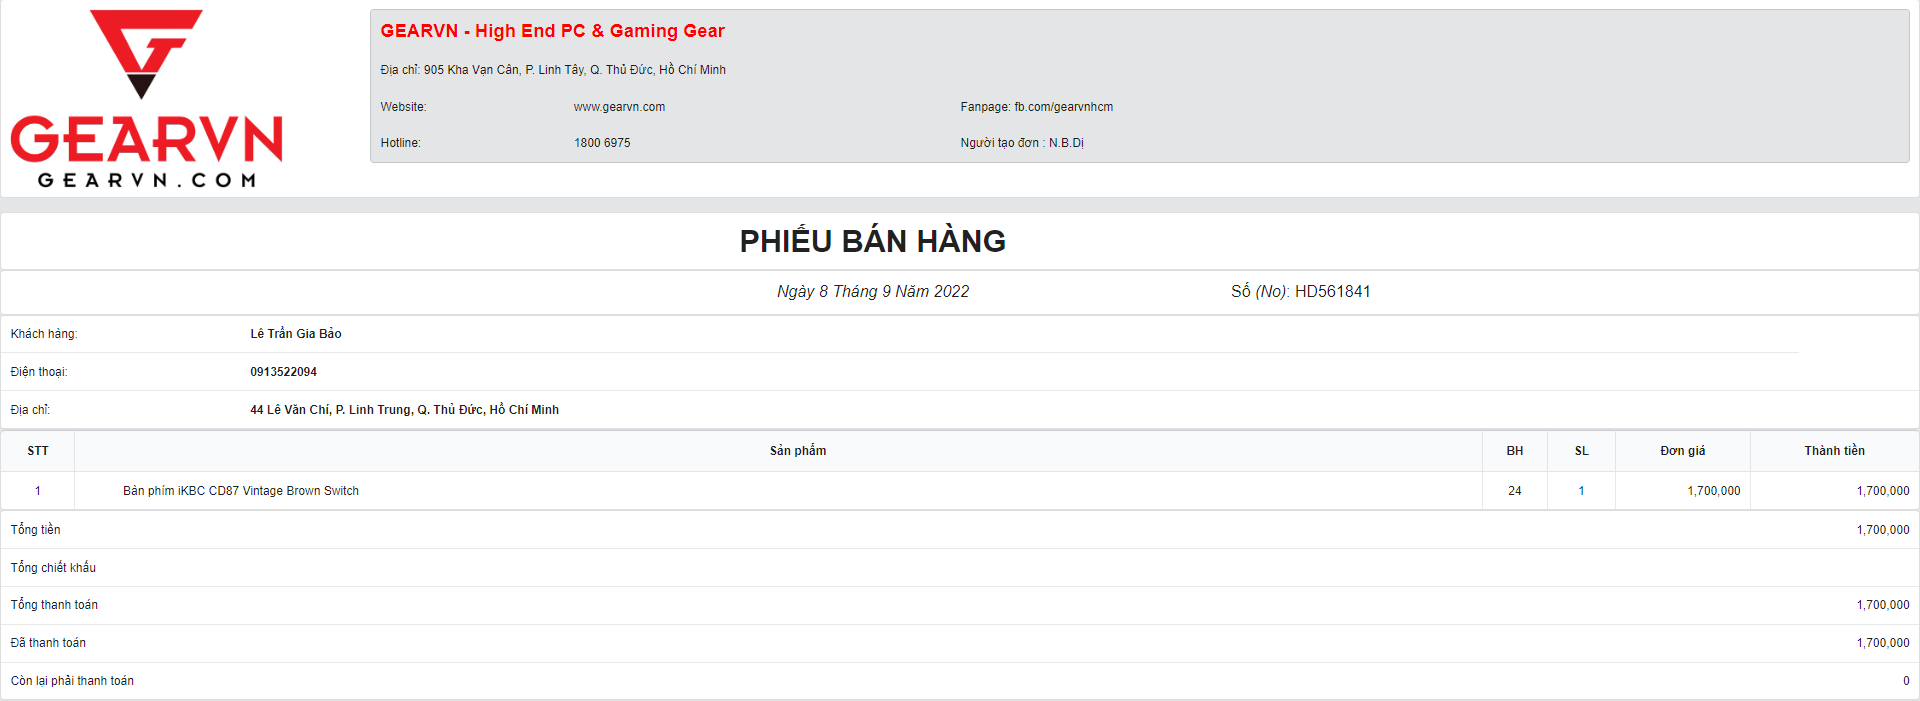 GEARVN
GEARVN.COM
GEARVN - High End PC & Gaming Gear
Địa chỉ: 905 Kha Vạn Cân, P. Linh Tây, Q. Thủ Đức, Hồ Chí Minh
Website: www.gearvn.com Fanpage: fb.com/gearvnhcm
Hotline: 1800 6975 Người tạo đơn : N.B.Dị
PHIẾU BÁN HÀNG
Ngày 8 Tháng 9 Năm 2022 Số (No): HD561841
Khách hàng: Lê Trần Gia Bảo
Điện thoại: 0913522094
Địa chỉ: 44 Lê Văn Chí, P. Linh Trung, Q. Thủ Đức, Hồ Chí Minh
STT Sản phẩm BH SL Đơn giá Thành tiền
1 Bàn phím iKBC CD87 Vintage Brown Switch 24 1 1,700,000 1,700,000
Tổng tiền 1,700,000
Tổng chiết khấu
Tổng thanh toán 1,700,000
Đã thanh toán 1,700,000
Còn lại phải thanh toán 0